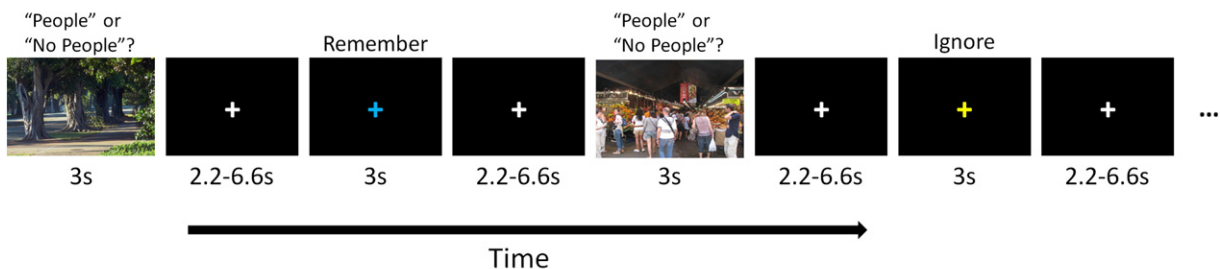 “People” or
“No People”?
Remember
“People” or
“No People”?
Ignore
...
3s
2.2-6.6s
3s
2.2-6.6s
3s
2.2-6.6s
3s
2.2-6.6s
Time